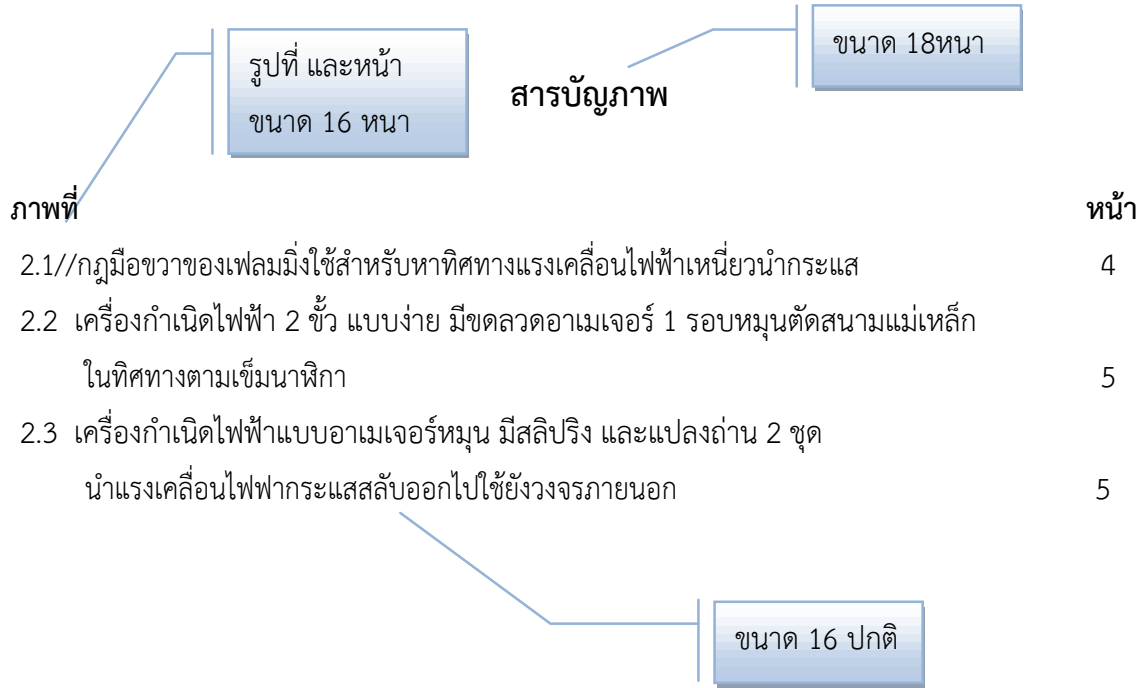 ขนาด 18หนา
รูปที่ และหน้า
ขนาด 16 หนา
สารบัญภาพ
ภาพที่ หน้า
2.1//กฎมือขวาของเฟลมมิ่งใช้สำหรับหาทิศทางแรงเคลื่อนไฟฟ้าเหนี่ยวนำกระแส 4
2.2 เครื่องกำเนิดไฟฟ้า 2 ขั้ว แบบง่าย มีขดลวดอาเมเจอร์ 1 รอบหมุนตัดสนามแม่เหล็ก
ในทิศทางตามเข็มนาฬิกา 5
2.3 เครื่องกำเนิดไฟฟ้าแบบอาเมเจอร์หมุน มีสลิปริง และแปลงถ่าน 2 ชุด
นำแรงเคลื่อนไฟฟากระแสสลับออกไปใช้ยังวงจรภายนอก 5
ขนาด 16 ปกติ